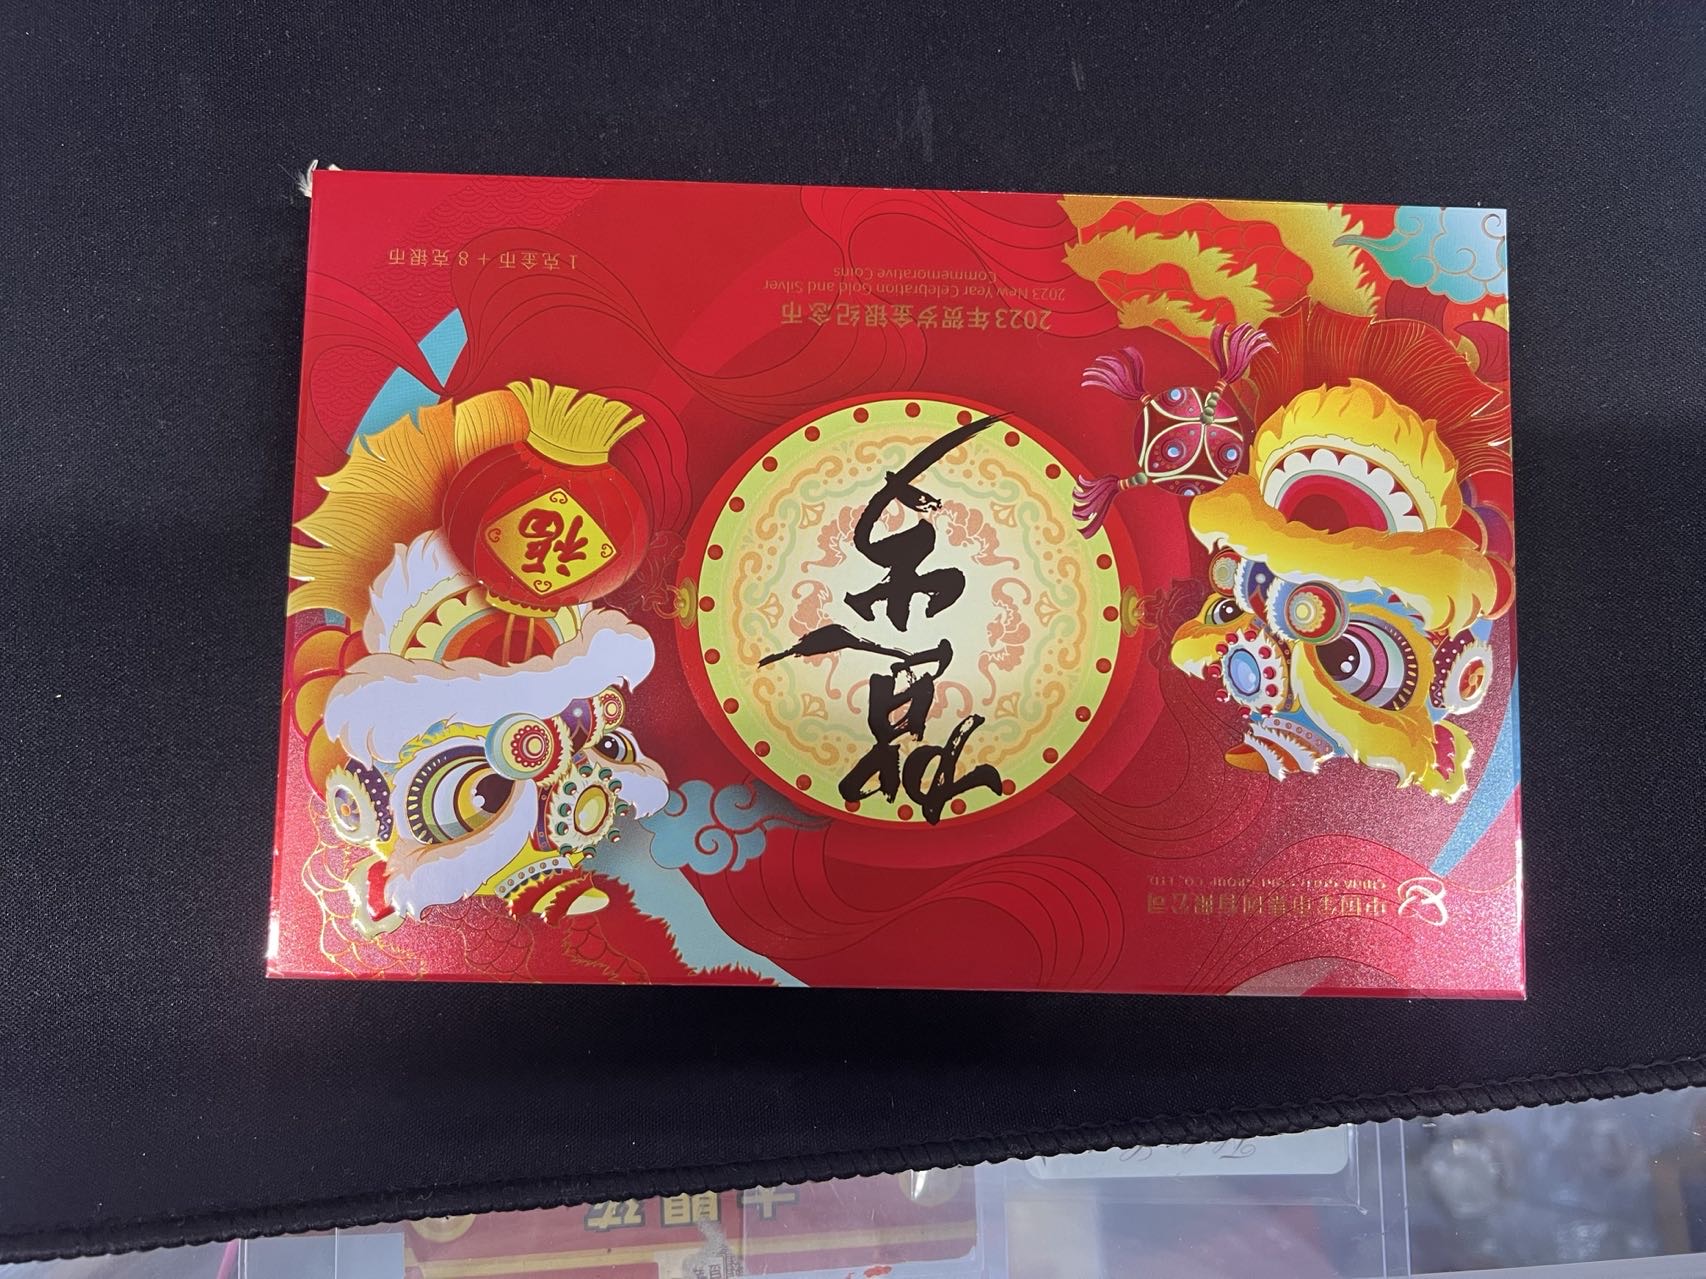 中国金币集团有限公司
CHINA GOLD COIN GROUP CO., LTD.
贺岁
福
2023年贺岁金银纪念币
2023 New Year Celebration Gold and Silver
Commemorative Coins
1克金币 + 8克银币